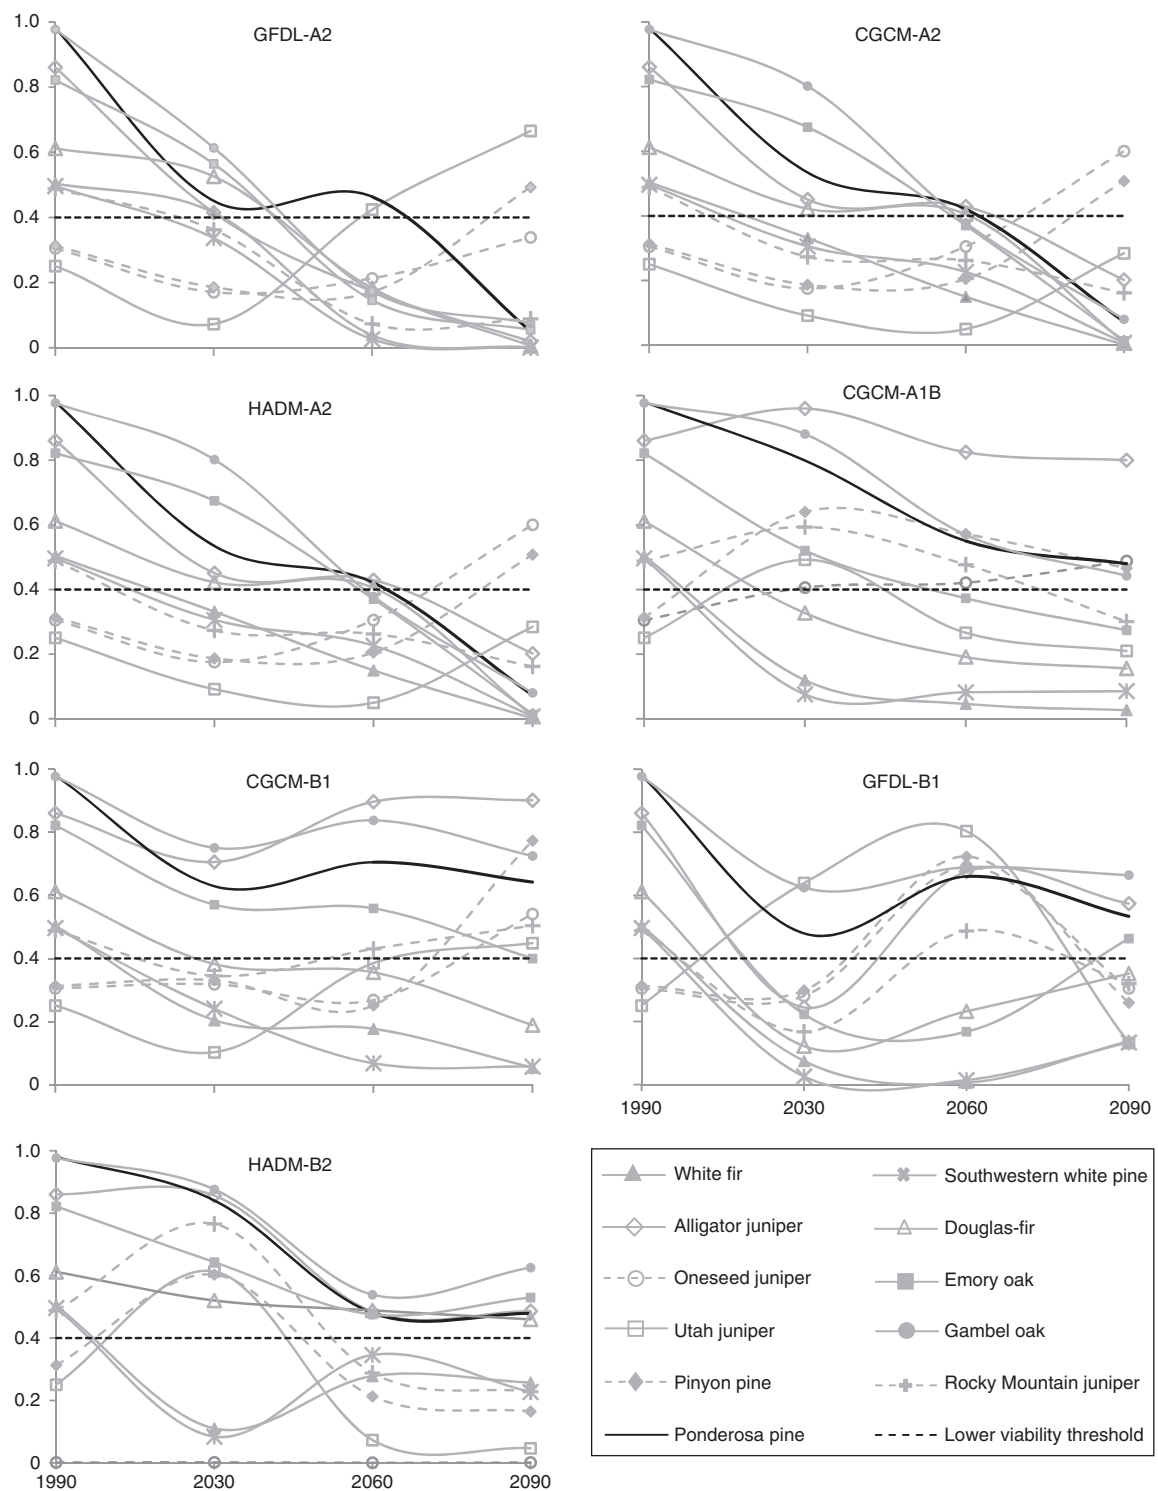 GFDL-A2
1.0
0.8
0.6
0.4
0.2
0
CGCM-A2
HADM-A2
1.0
0.8
0.6
0.4
0.2
0
CGCM-A1B
CGCM-B1
1.0
0.8
0.6
0.4
0.2
0
GFDL-B1
1990 2030 2060 2090
HADM-B2
1.0
0.8
0.6
0.4
0.2
0
1990 2030 2060 2090
White fir
Alligator juniper
Oneseed juniper
Utah juniper
Pinyon pine
Ponderosa pine
Southwestern white pine
Douglas-fir
Emory oak
Gambel oak
Rocky Mountain juniper
Lower viability threshold